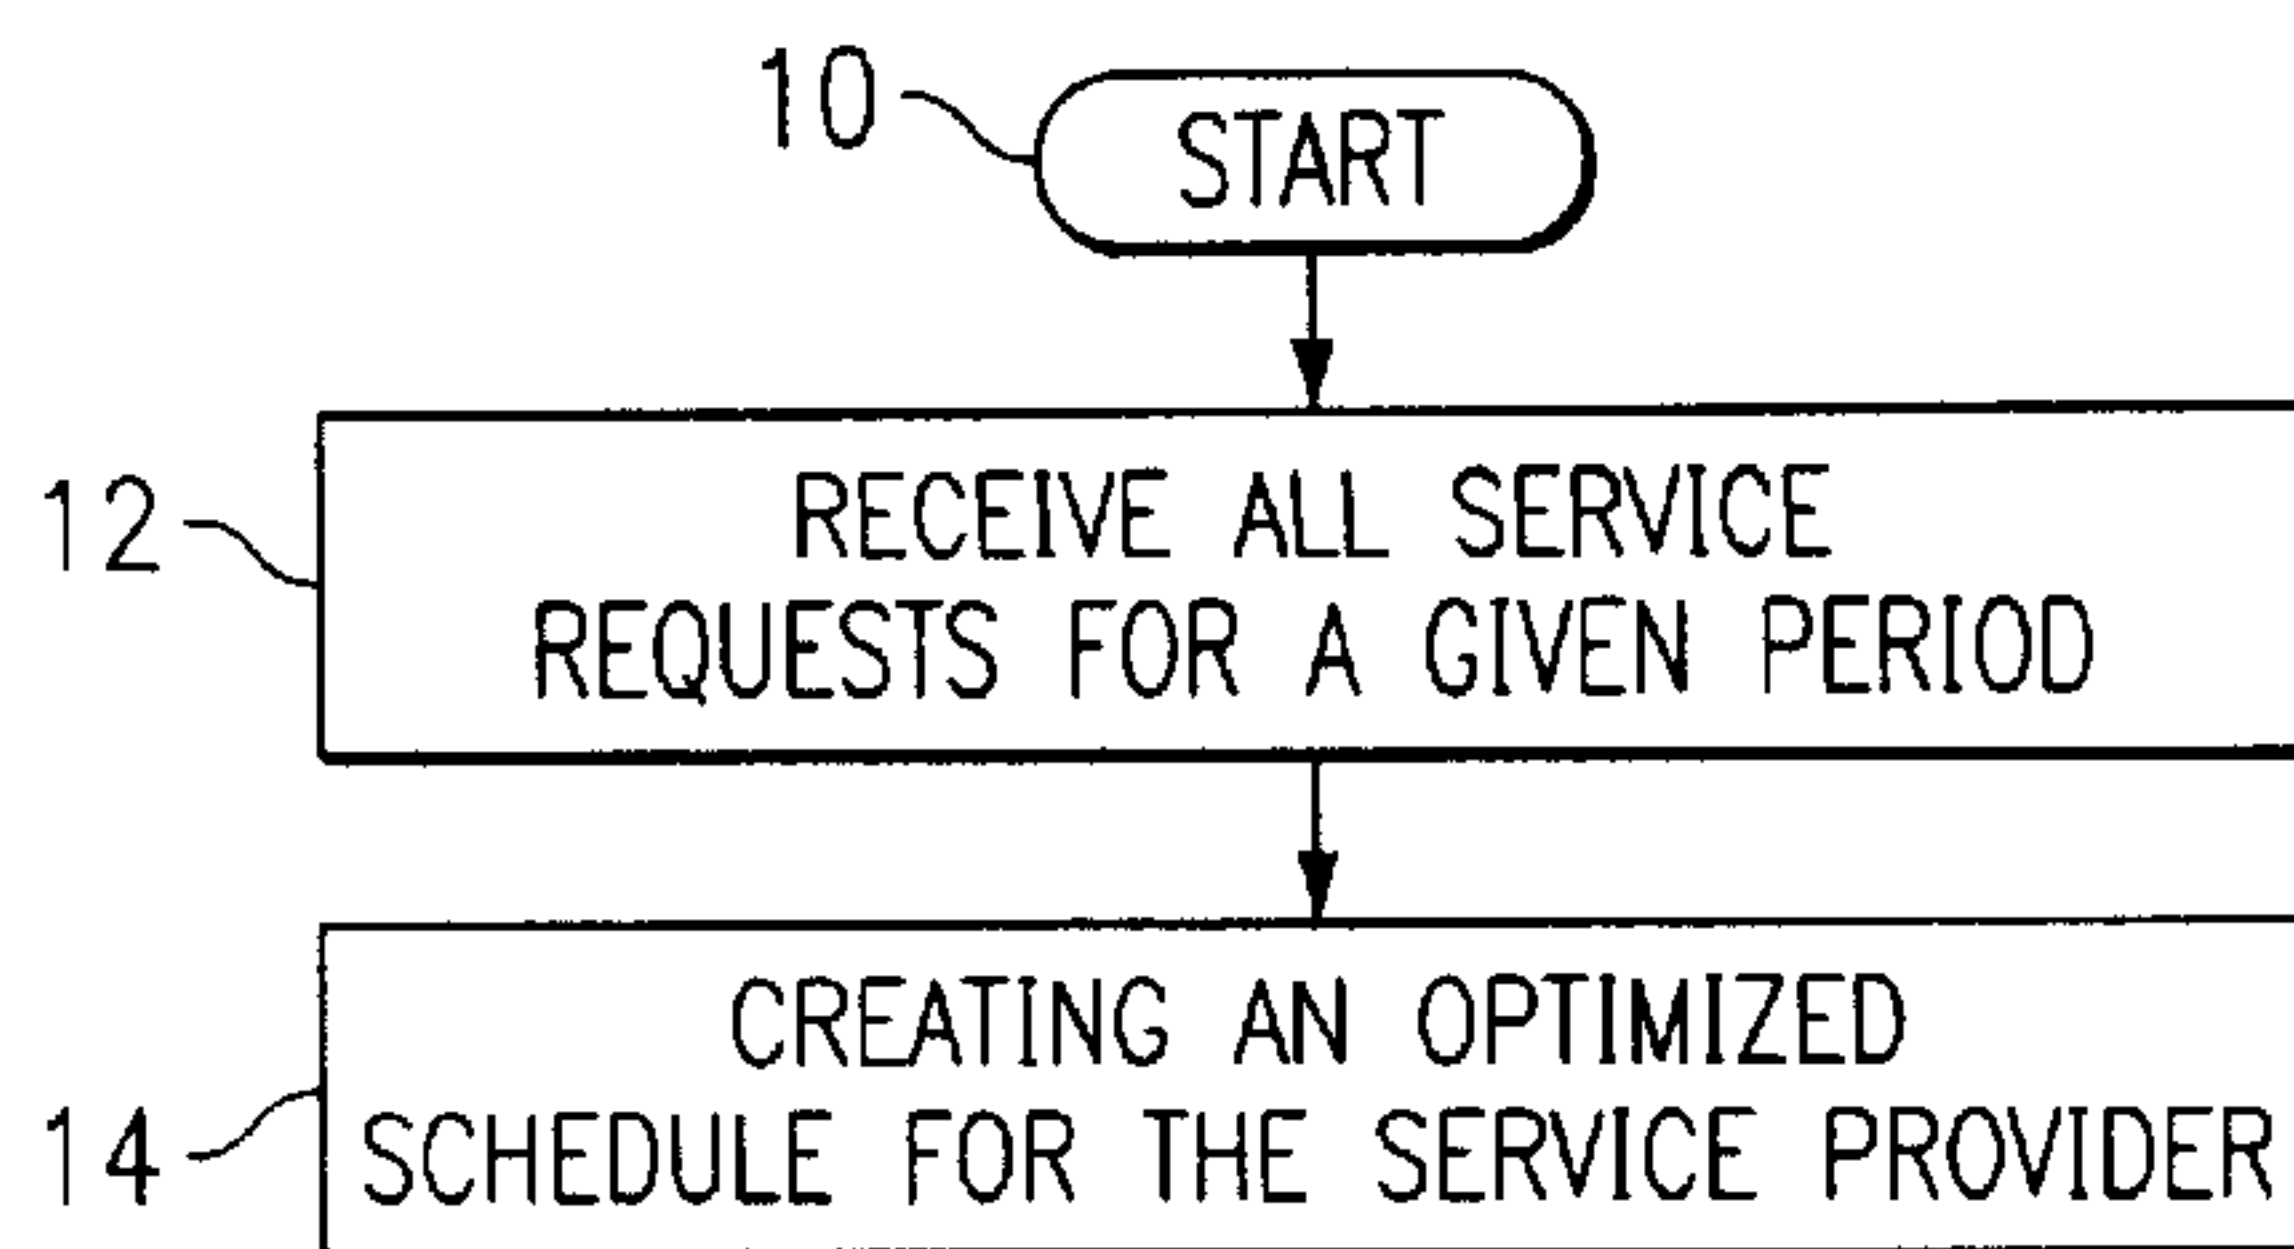 10
START
12
RECEIVE ALL SERVICE
REQUESTS FOR A GIVEN PERIOD
14
CREATING AN OPTIMIZED
SCHEDULE FOR THE SERVICE PROVIDER